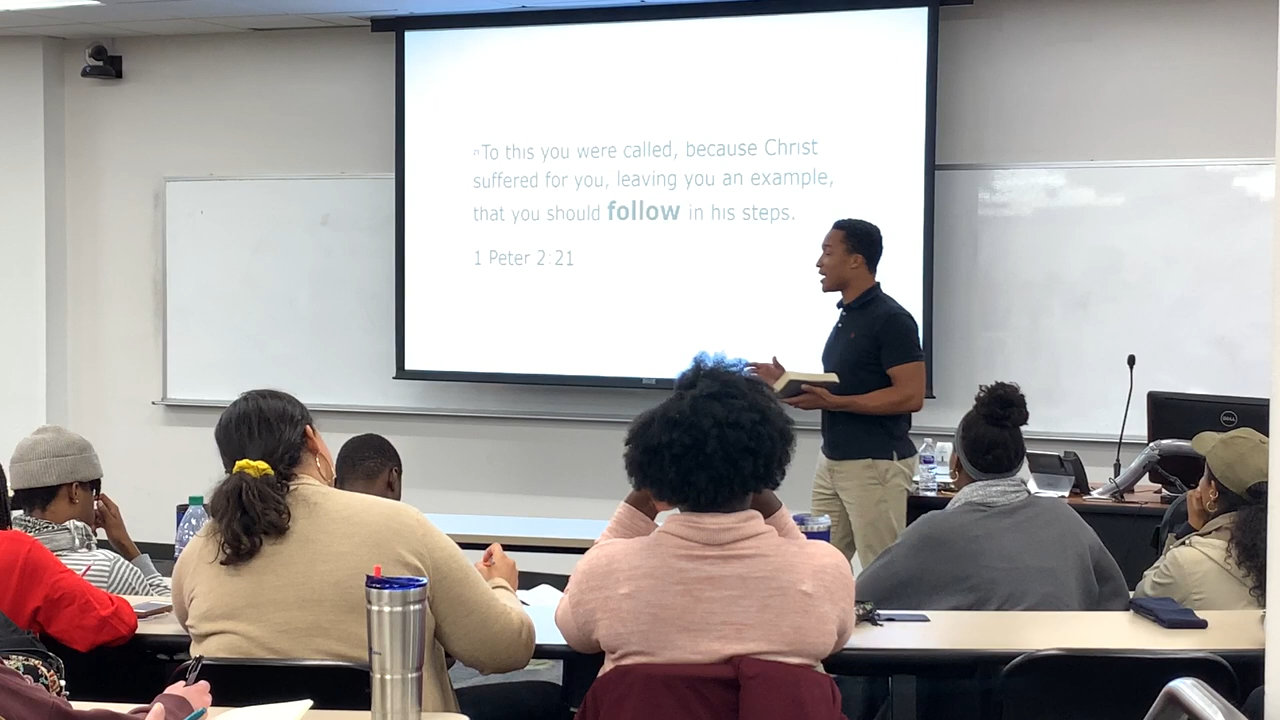 21To this you were called, because Christ
suffered for you, leaving you an example,
that you should follow in his steps.
1 Peter 2:21
DELL